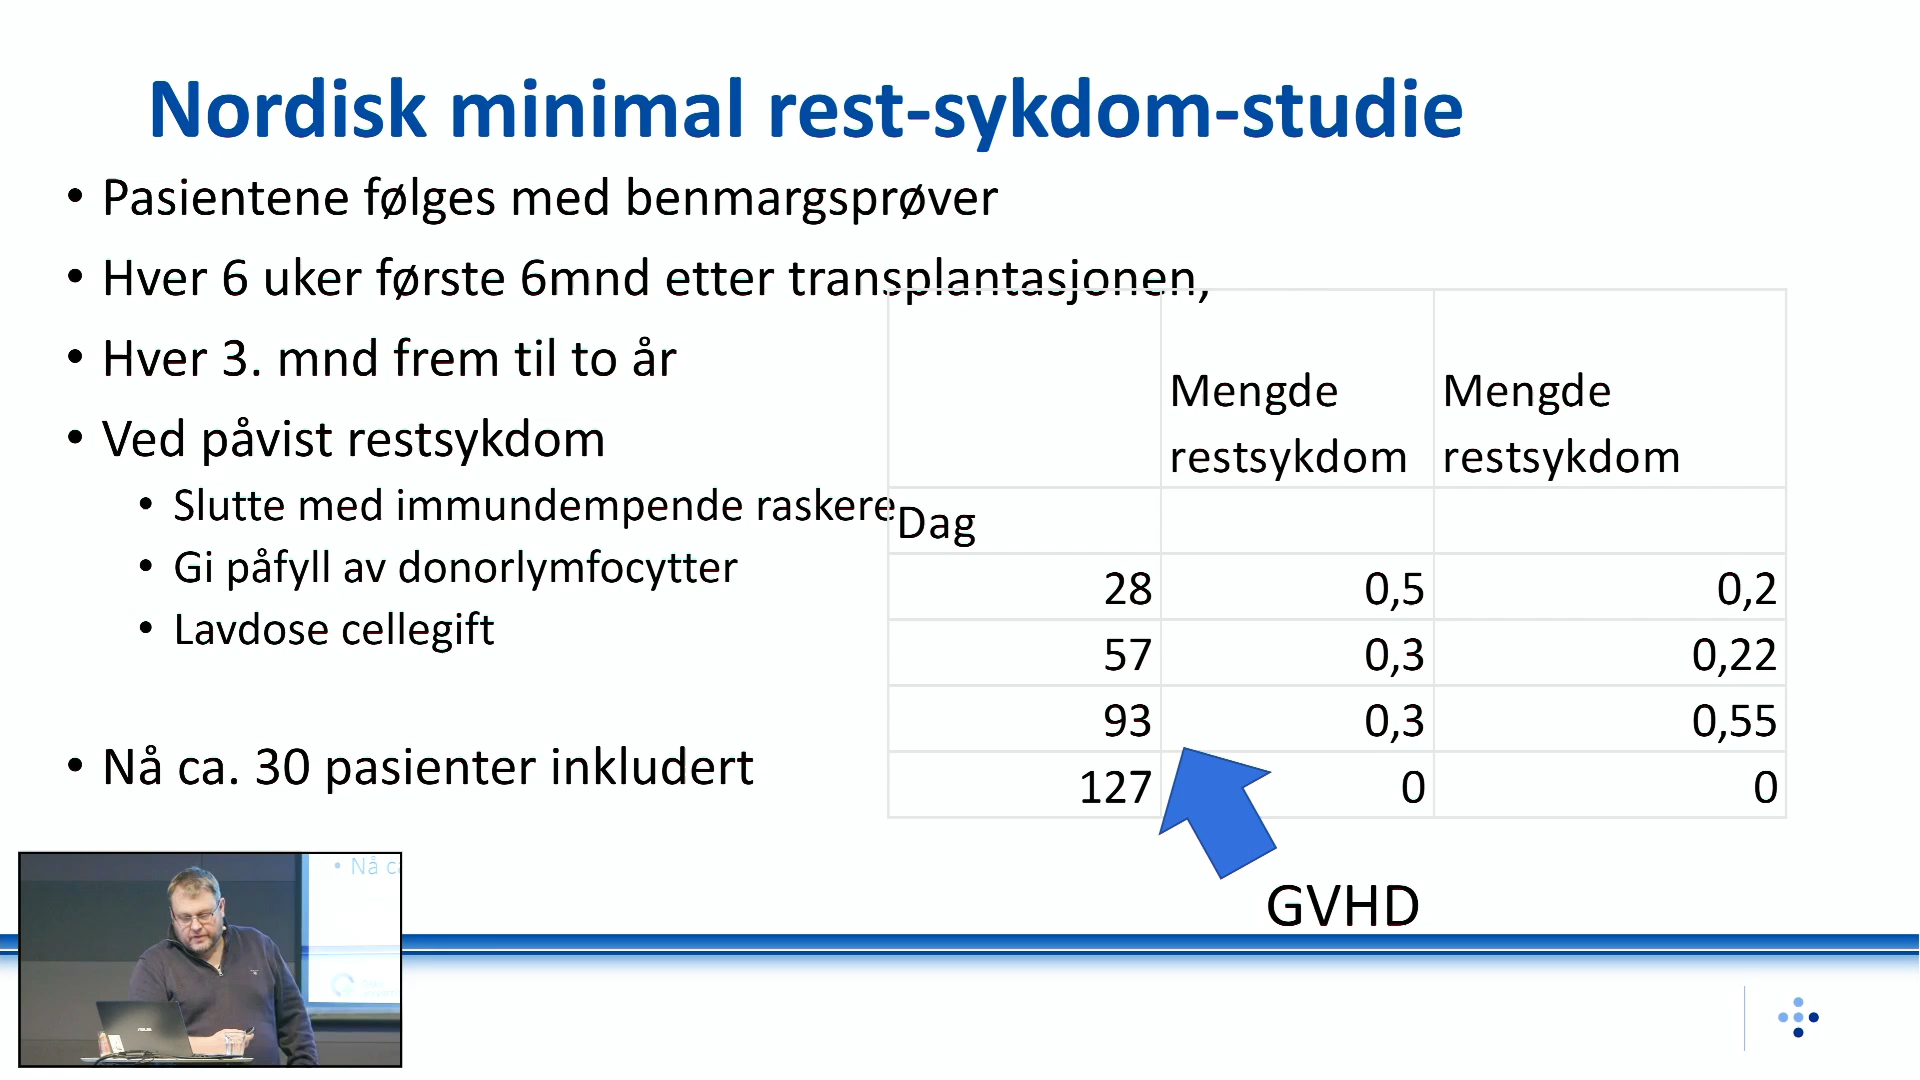 Nordisk minimal rest-sykdom-studie
• Pasientene følges med benmargsprøver
• Hver 6 uker første 6mnd etter transplantasjonen,
• Hver 3. mnd frem til to år
• Ved påvist restsykdom
• Slutte med immundempende raskere
• Gi påfyll av donorlymfocytter
• Lavdose cellegift
• Nå ca. 30 pasienter inkludert
Mengde restsykdom Mengde restsykdom
Dag
28 0,5 0,2
57 0,3 0,22
93 0,3 0,55
127 0 0
GVHD
• Nå c
ASUS